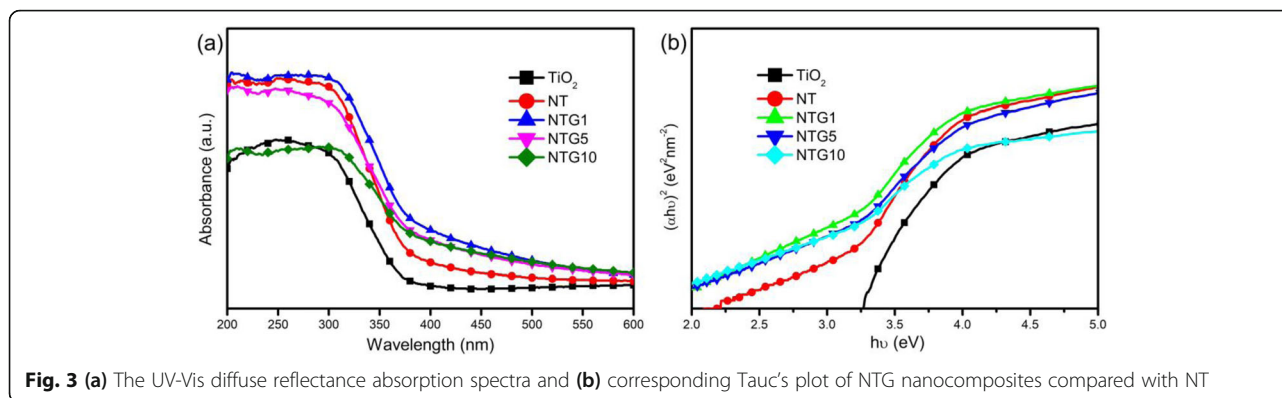 (a)
TiO₂
NT
NTG1
NTG5
NTG10
Absorbance (a.u.)
200 250 300 350 400 450 500 550 600
Wavelength (nm)
(b)
TiO₂
NT
NTG1
NTG5
NTG10
(αhυ)² (eV²nm⁻²)
2.0 2.5 3.0 3.5 4.0 4.5 5.0
hυ (eV)
Fig. 3 (a) The UV-Vis diffuse reflectance absorption spectra and (b) corresponding Tauc's plot of NTG nanocomposites compared with NT